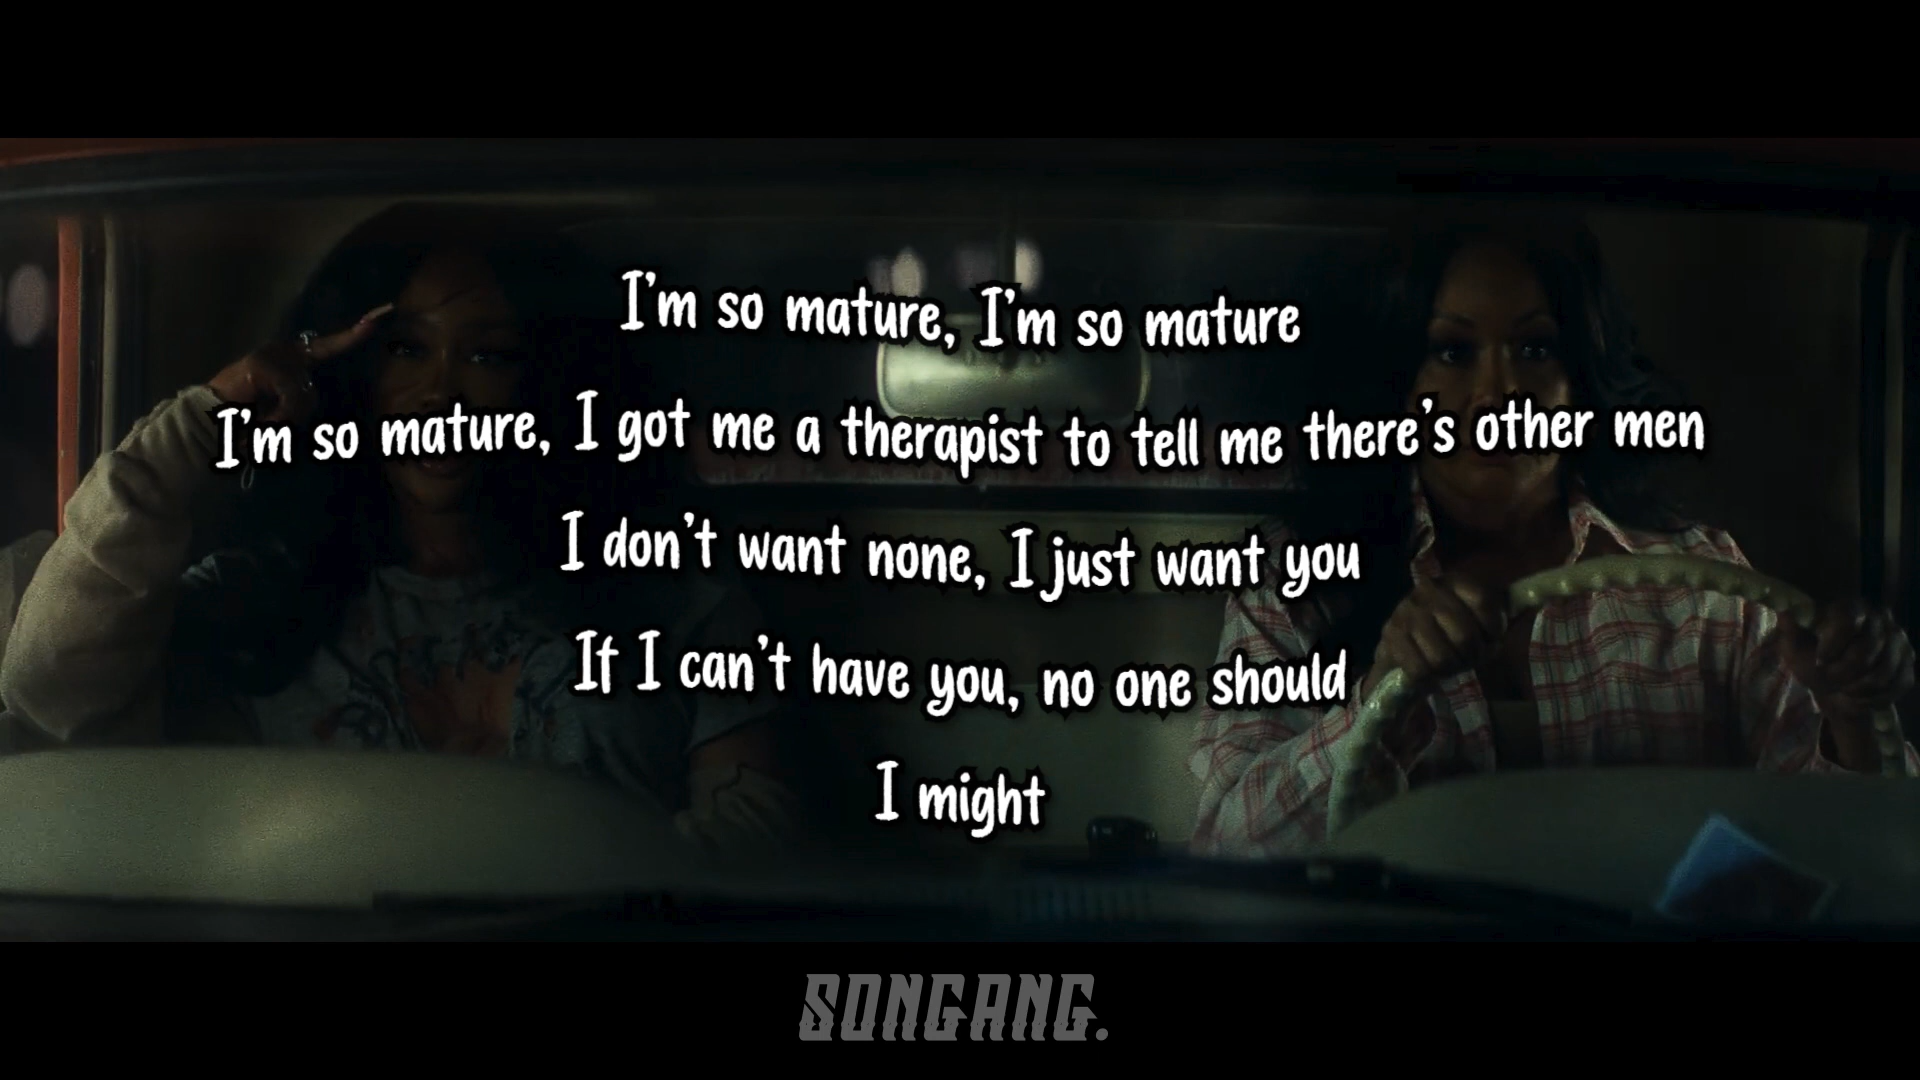 I'm so mature, I'm so mature
I'm so mature, I got me a therapist to tell me there's other men
I don't want none, I just want you
If I can't have you, no one should
I might
SONGANG.